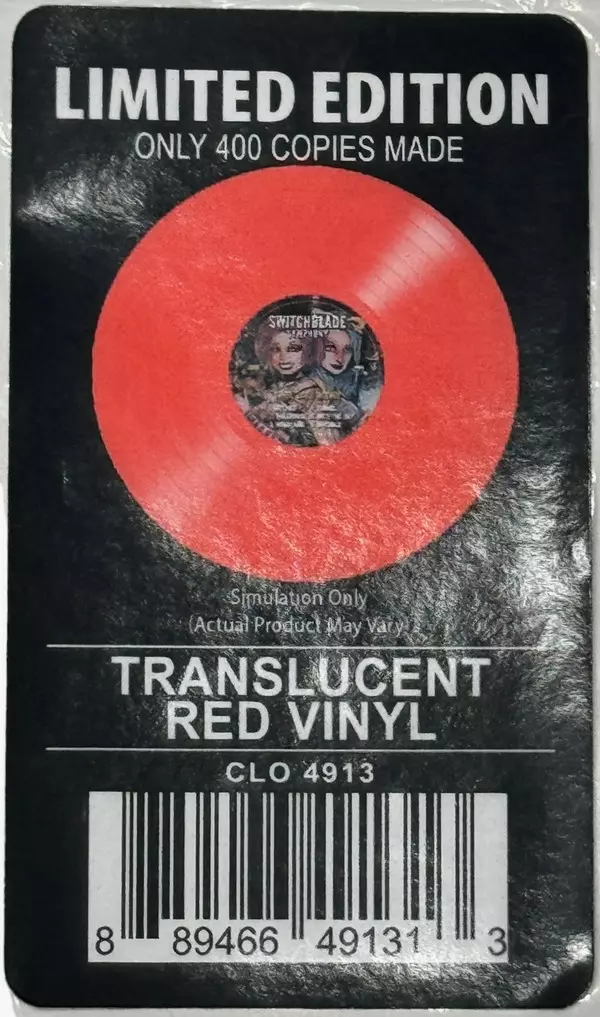 LIMITED EDITION
ONLY 400 COPIES MADE
SWITCHBLADE
SYMPHONY
Simulation Only
(Actual Product May Vary)
TRANSLUCENT
RED VINYL
CLO 4913
8 89466 49131 3